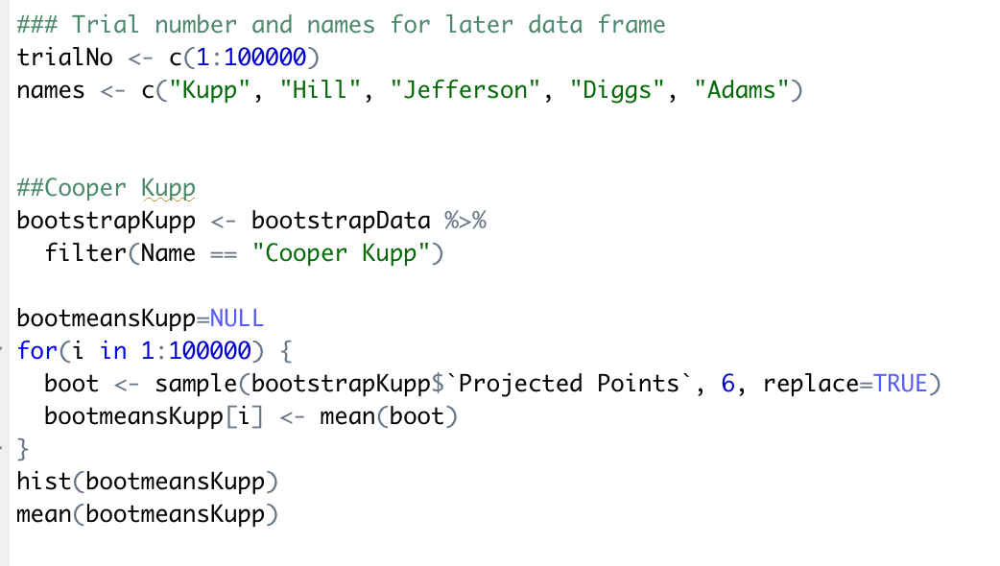 ### Trial number and names for later data frame
trialNo <- c(1:100000)
names <- c("Kupp", "Hill", "Jefferson", "Diggs", "Adams")
##Cooper Kupp
bootstrapKupp <- bootstrapData %>%
  filter(Name == "Cooper Kupp")
bootmeansKupp=NULL
for(i in 1:100000) {
  boot <- sample(bootstrapKupp$`Projected Points`, 6, replace=TRUE)
  bootmeansKupp[i] <- mean(boot)
}
hist(bootmeansKupp)
mean(bootmeansKupp)